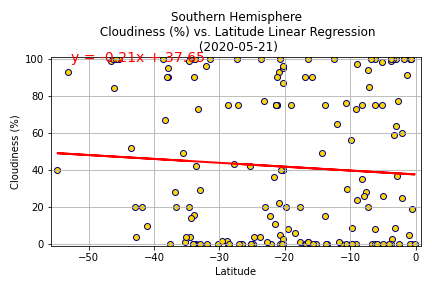 Southern Hemisphere
Cloudiness (%) vs. Latitude Linear Regression
(2020-05-21)
y = -0.21x + 37.65
100
80
60
40
20
0
Cloudiness (%)
−50 −40 −30 −20 −10 0
Latitude